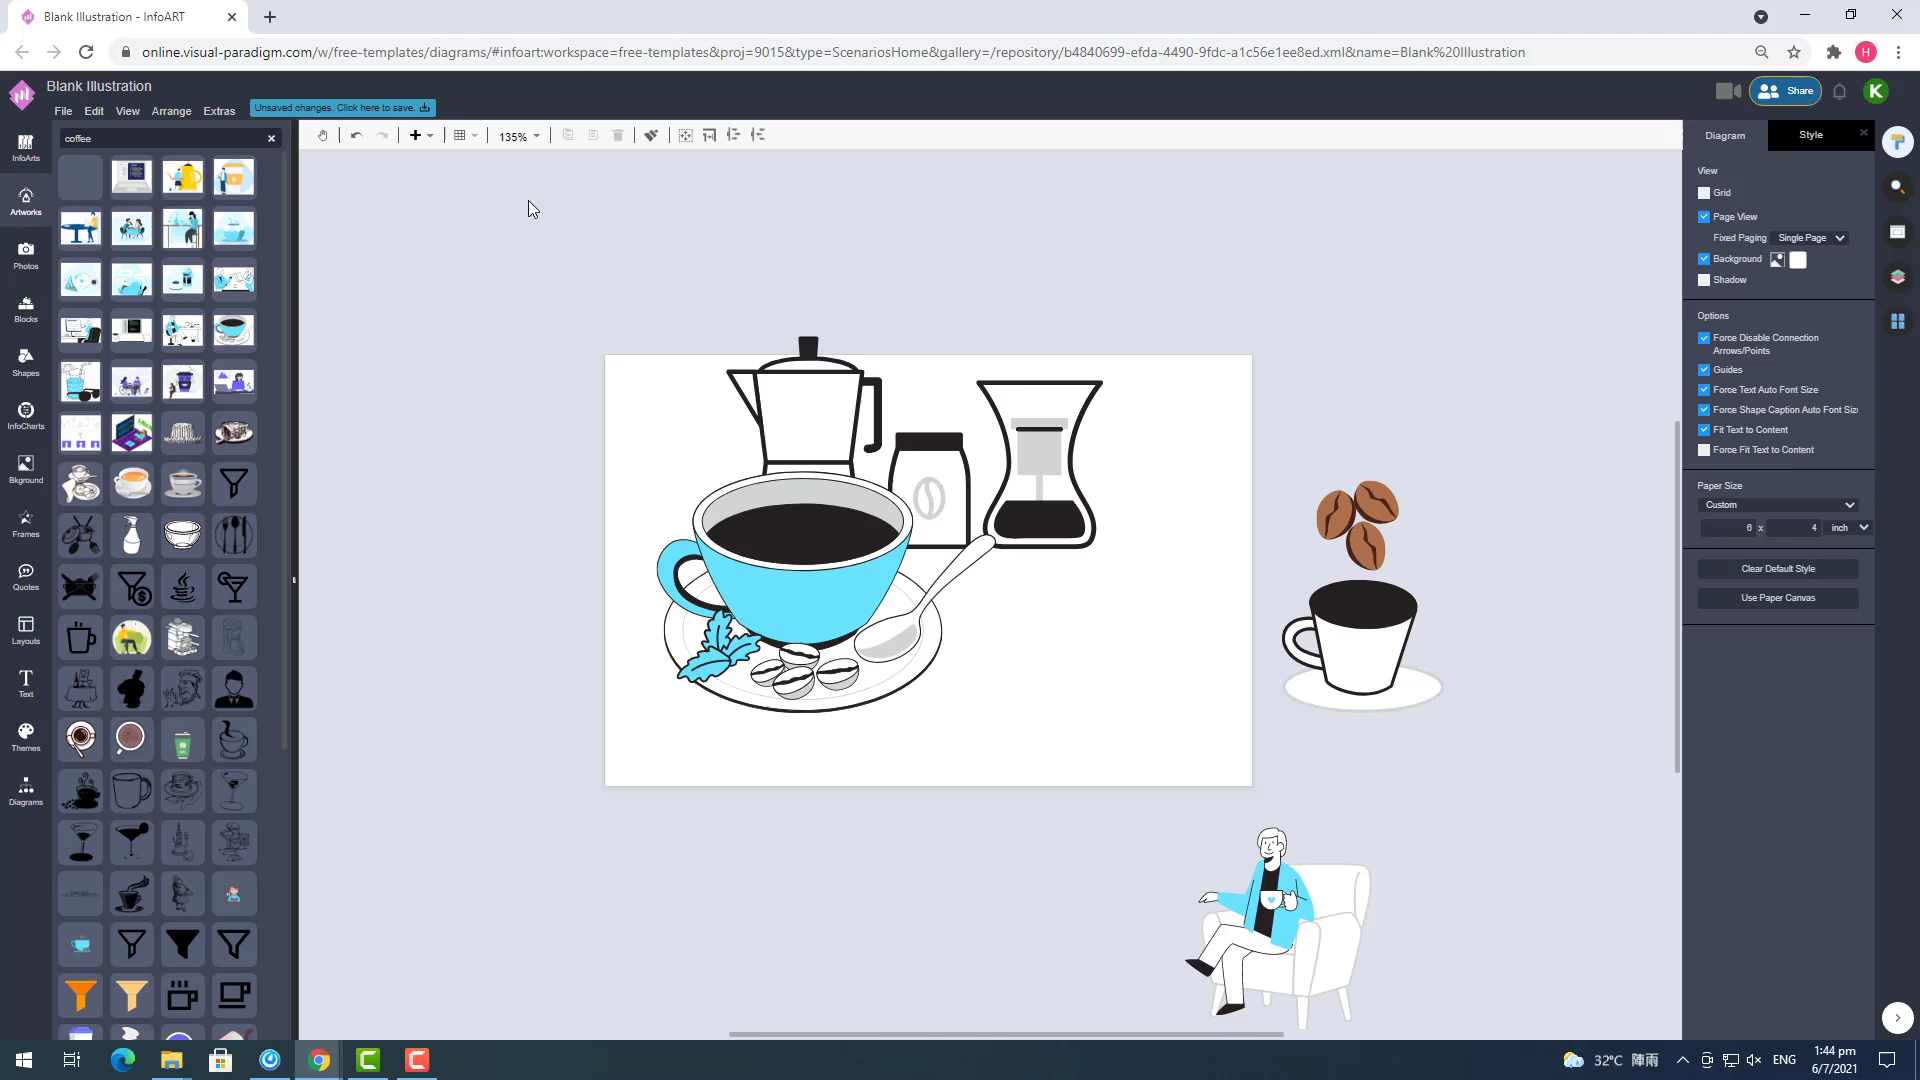 Blank Illustration - InfoART
online.visual-paradigm.com/w/free-templates/diagrams/#infoart:workspace=free-templates&proj=9015&type=ScenariosHome&gallery=/repository/b4840699-efda-4490-9fdc-a1c56e1ee8ed.xml&name=Blank%20Illustration
H
Blank Illustration
File Edit View Arrange Extras
Unsaved changes. Click here to save.
Share
K
coffee
135%
InfoArts
Artworks
Photos
Blocks
Shapes
InfoCharts
Bkground
Frames
Quotes
Layouts
Text
Themes
Diagrams
Diagram Style
View
Grid
Page View
Fixed Paging Single Page
Background
Shadow
Options
Force Disable Connection
Arrows/Points
Guides
Force Text Auto Font Size
Force Shape Caption Auto Font Siz
Fit Text to Content
Force Fit Text to Content
Paper Size
Custom
6 x 4 inch
Clear Default Style
Use Paper Canvas
32°C 陣雨
ENG
1:44 pm
6/7/2021